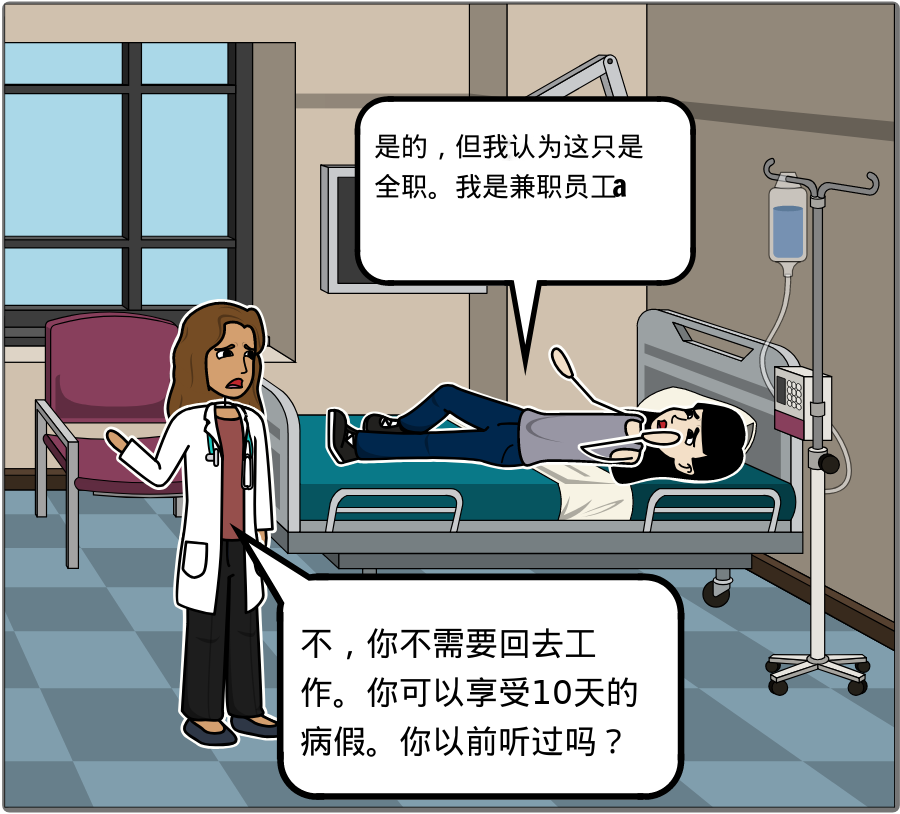 是的，但我认为这只是
全职。我是兼职员工a
不，你不需要回去工
作。你可以享受10天的
病假。你以前听过吗？